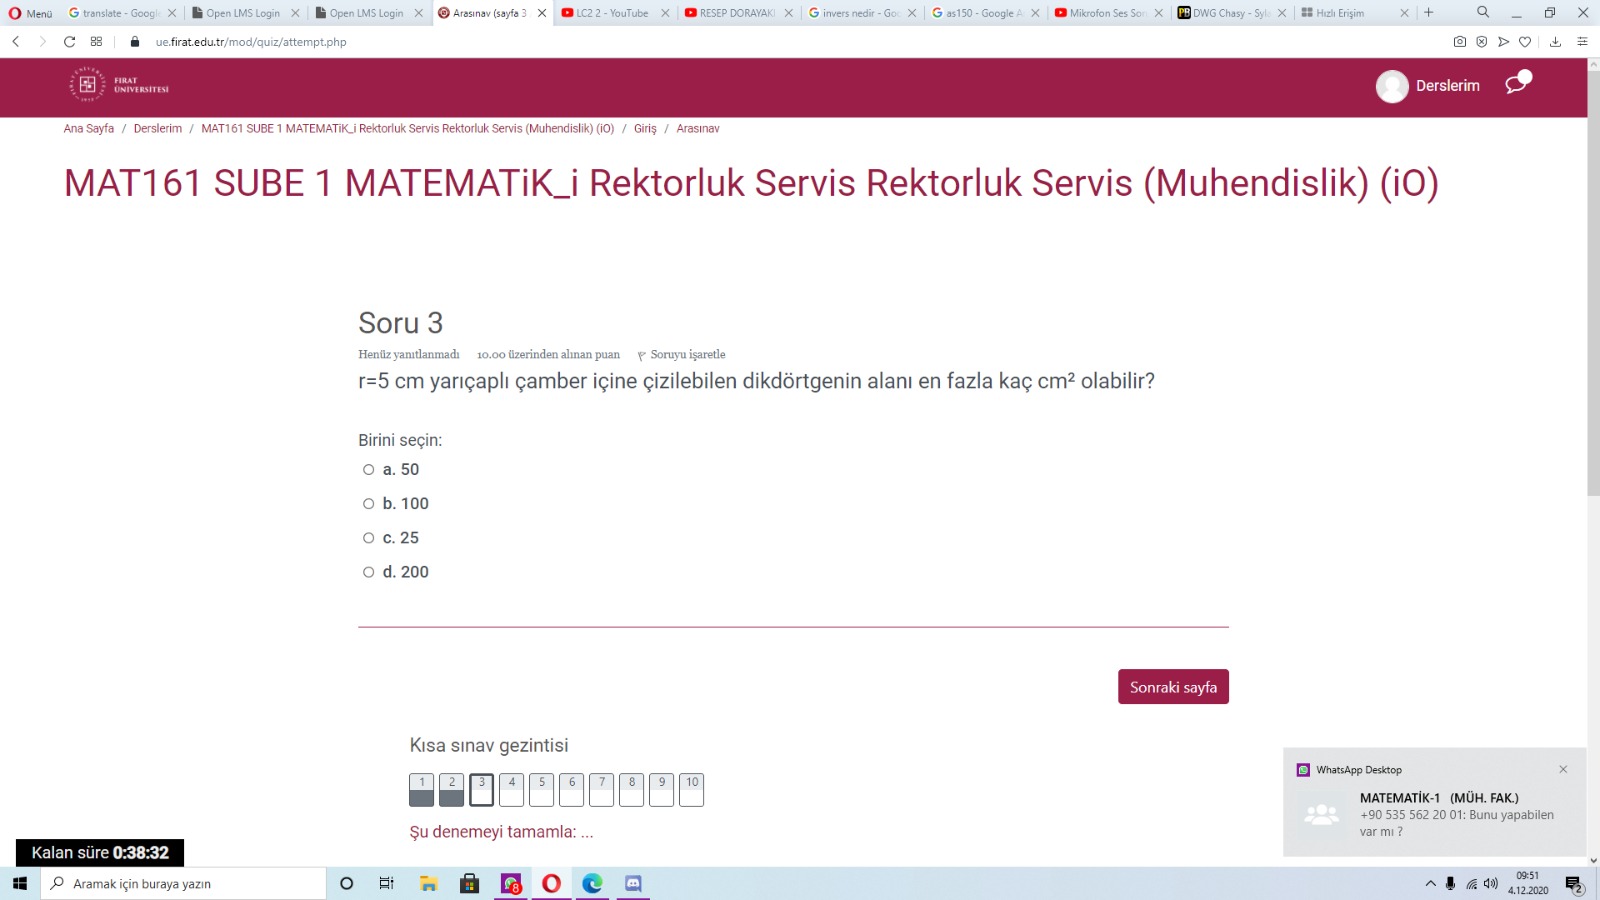 Menü
translate - Google
Open LMS Login
Open LMS Login
Arasınav (sayfa 3
LC2 2 - YouTube
RESEP DORAYAKI
invers nedir - Goo
as150 - Google A
Mikrofon Ses Sor
DWG Chasy - Syla
Hızlı Erişim
ue.firat.edu.tr/mod/quiz/attempt.php
FIRAT
ÜNİVERSİTESİ
Derslerim
Ana Sayfa / Derslerim / MAT161 SUBE 1 MATEMATiK_i Rektorluk Servis Rektorluk Servis (Muhendislik) (iO) / Giriş / Arasınav
MAT161 SUBE 1 MATEMATiK_i Rektorluk Servis Rektorluk Servis (Muhendislik) (iO)
Soru 3
Henüz yanıtlanmadı 10.00 üzerinden alınan puan Soruyu işaretle
r=5 cm yarıçaplı çamber içine çizilebilen dikdörtgenin alanı en fazla kaç cm² olabilir?
Birini seçin:
a. 50
b. 100
c. 25
d. 200
Sonraki sayfa
Kısa sınav gezintisi
1 2 3 4 5 6 7 8 9 10
Şu denemeyi tamamla: ...
WhatsApp Desktop
MATEMATİK-1 (MÜH. FAK.)
+90 535 562 20 01: Bunu yapabilen
var mı ?
Kalan süre 0:38:32
Aramak için buraya yazın
8
09:51
4.12.2020
2